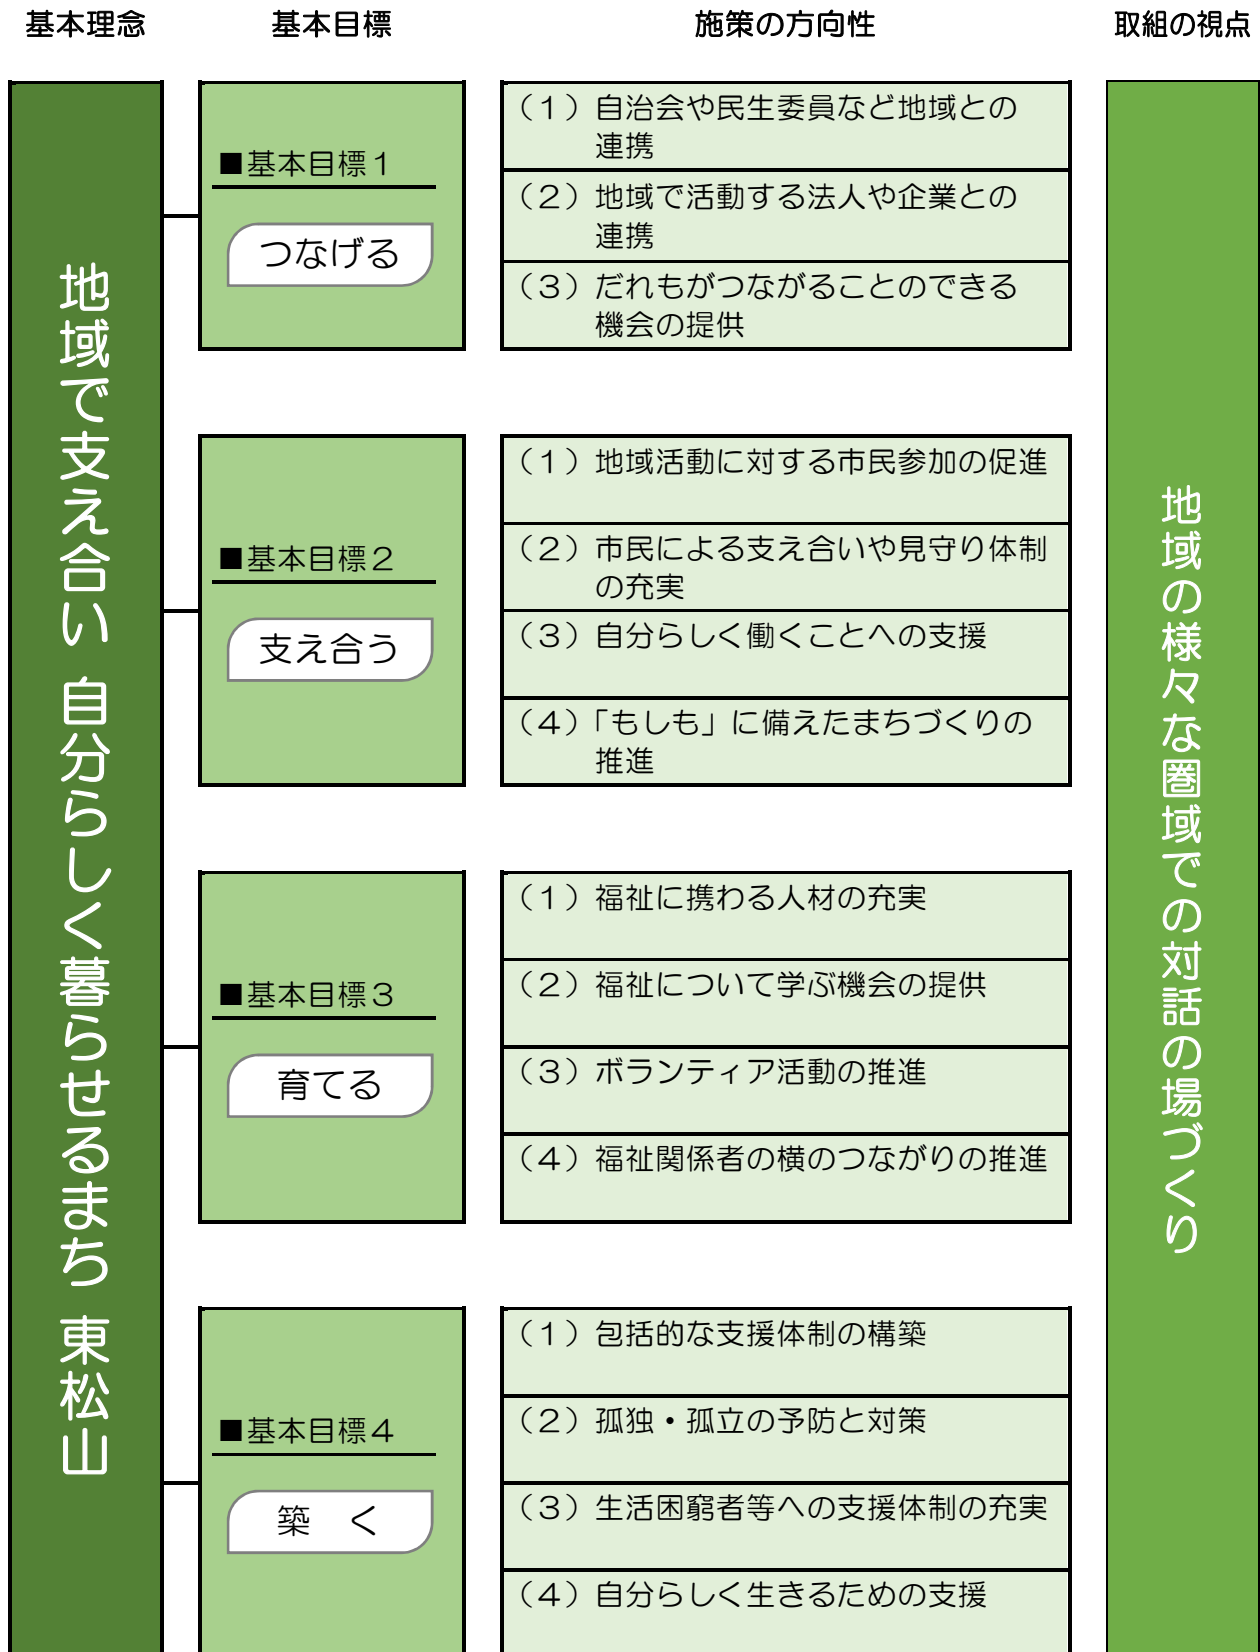 基本理念
基本目標
施策の方向性
取組の視点
地域で支え合い 自分らしく暮らせるまち 東松山
■基本目標１
つなげる
（１）自治会や民生委員など地域との
連携
（２）地域で活動する法人や企業との
連携
（３）だれもがつながることのできる
機会の提供
■基本目標２
支え合う
（１）地域活動に対する市民参加の促進
（２）市民による支え合いや見守り体制
の充実
（３）自分らしく働くことへの支援
（４）「もしも」に備えたまちづくりの
推進
■基本目標３
育てる
（１）福祉に携わる人材の充実
（２）福祉について学ぶ機会の提供
（３）ボランティア活動の推進
（４）福祉関係者の横のつながりの推進
■基本目標４
築　く
（１）包括的な支援体制の構築
（２）孤独・孤立の予防と対策
（３）生活困窮者等への支援体制の充実
（４）自分らしく生きるための支援
地域の様々な圏域での対話の場づくり